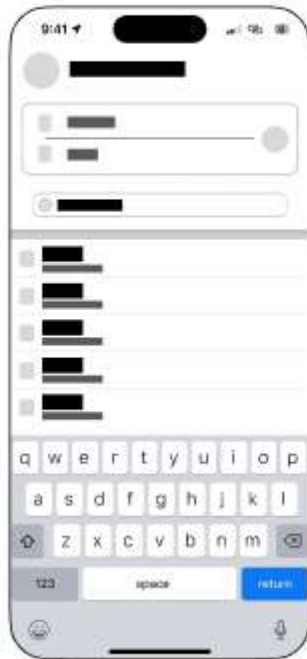 9:41
q w e r t y u i o p
a s d f g h j k l
z x c v b n m
123 space return